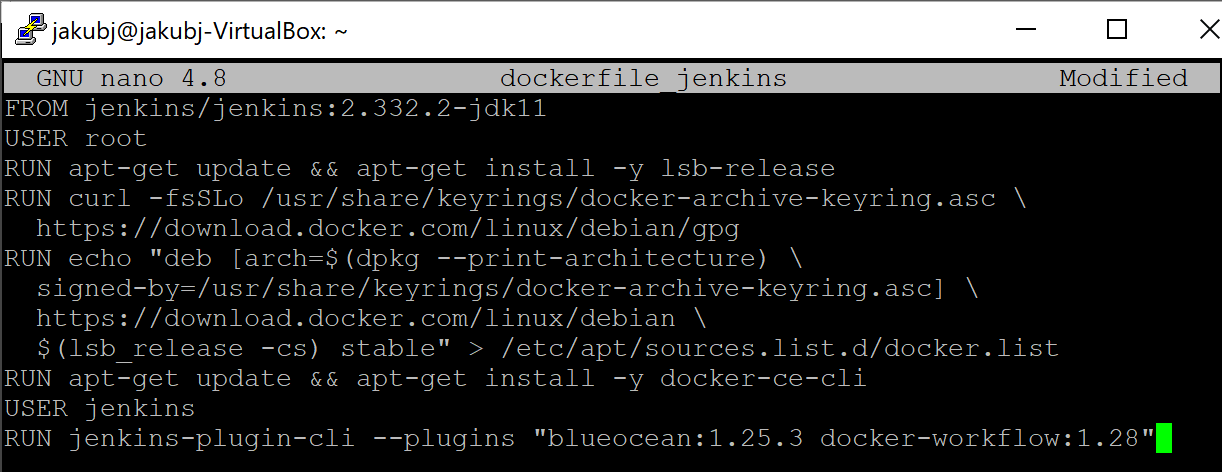 jakubj@jakubj-VirtualBox: ~
GNU nano 4.8 dockerfile_jenkins Modified
FROM jenkins/jenkins:2.332.2-jdk11
USER root
RUN apt-get update && apt-get install -y lsb-release
RUN curl -fsSLo /usr/share/keyrings/docker-archive-keyring.asc \
  https://download.docker.com/linux/debian/gpg
RUN echo "deb [arch=$(dpkg --print-architecture) \
  signed-by=/usr/share/keyrings/docker-archive-keyring.asc] \
  https://download.docker.com/linux/debian \
  $(lsb_release -cs) stable" > /etc/apt/sources.list.d/docker.list
RUN apt-get update && apt-get install -y docker-ce-cli
USER jenkins
RUN jenkins-plugin-cli --plugins "blueocean:1.25.3 docker-workflow:1.28"